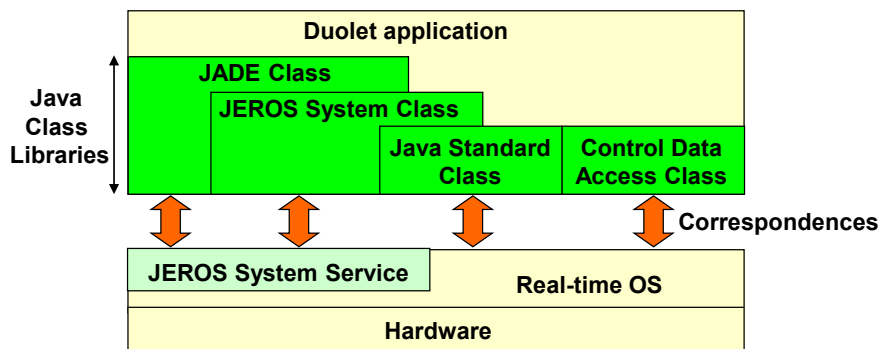 Duolet application
JADE Class
Java
Class
Libraries
JEROS System Class
Java Standard
Class
Control Data
Access Class
Correspondences
JEROS System Service
Real-time OS
Hardware